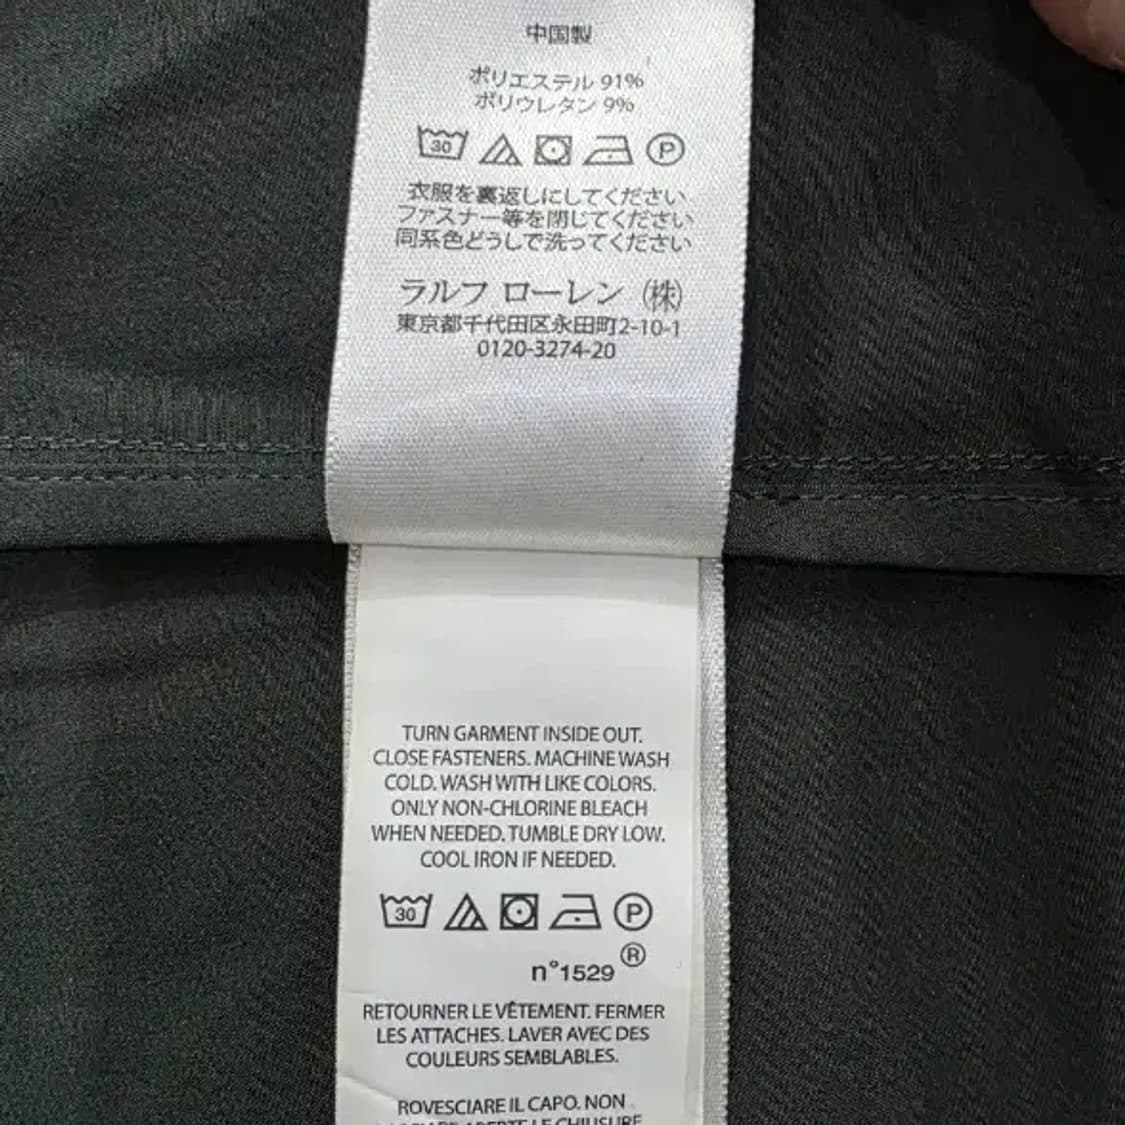 中国製
ポリエステル 91%
ポリウレタン 9%
30 P
衣服を裏返しにしてください
ファスナー等を閉じてください
同系色どうしで洗ってください
ラルフ ローレン (株)
東京都千代田区永田町2-10-1
0120-3274-20
TURN GARMENT INSIDE OUT.
CLOSE FASTENERS. MACHINE WASH
COLD. WASH WITH LIKE COLORS.
ONLY NON-CHLORINE BLEACH
WHEN NEEDED. TUMBLE DRY LOW.
COOL IRON IF NEEDED.
30 P
n°1529 ®
RETOURNER LE VÊTEMENT. FERMER
LES ATTACHES. LAVER AVEC DES
COULEURS SEMBLABLES.
ROVESCIARE IL CAPO. NON
LE CHIUSURE